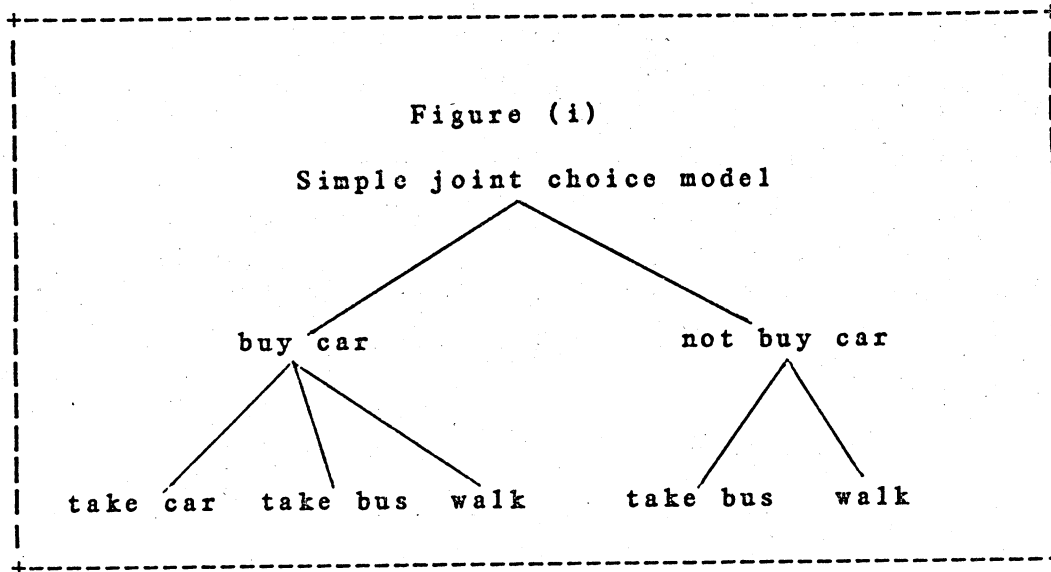 Figure (i)
Simple joint choice model
buy car not buy car
take car take bus walk take bus walk